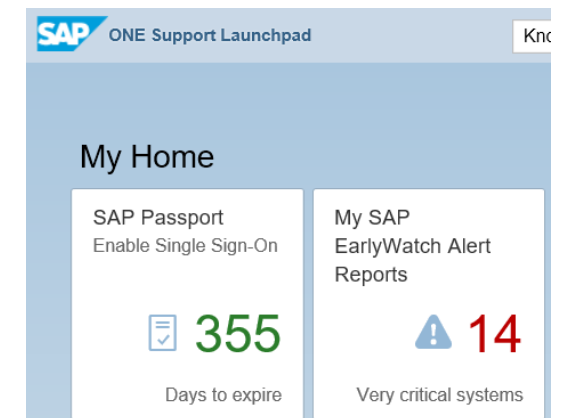 SAP ONE Support Launchpad
My Home
SAP Passport
Enable Single Sign-On
355
Days to expire
My SAP
EarlyWatch Alert
Reports
14
Very critical systems